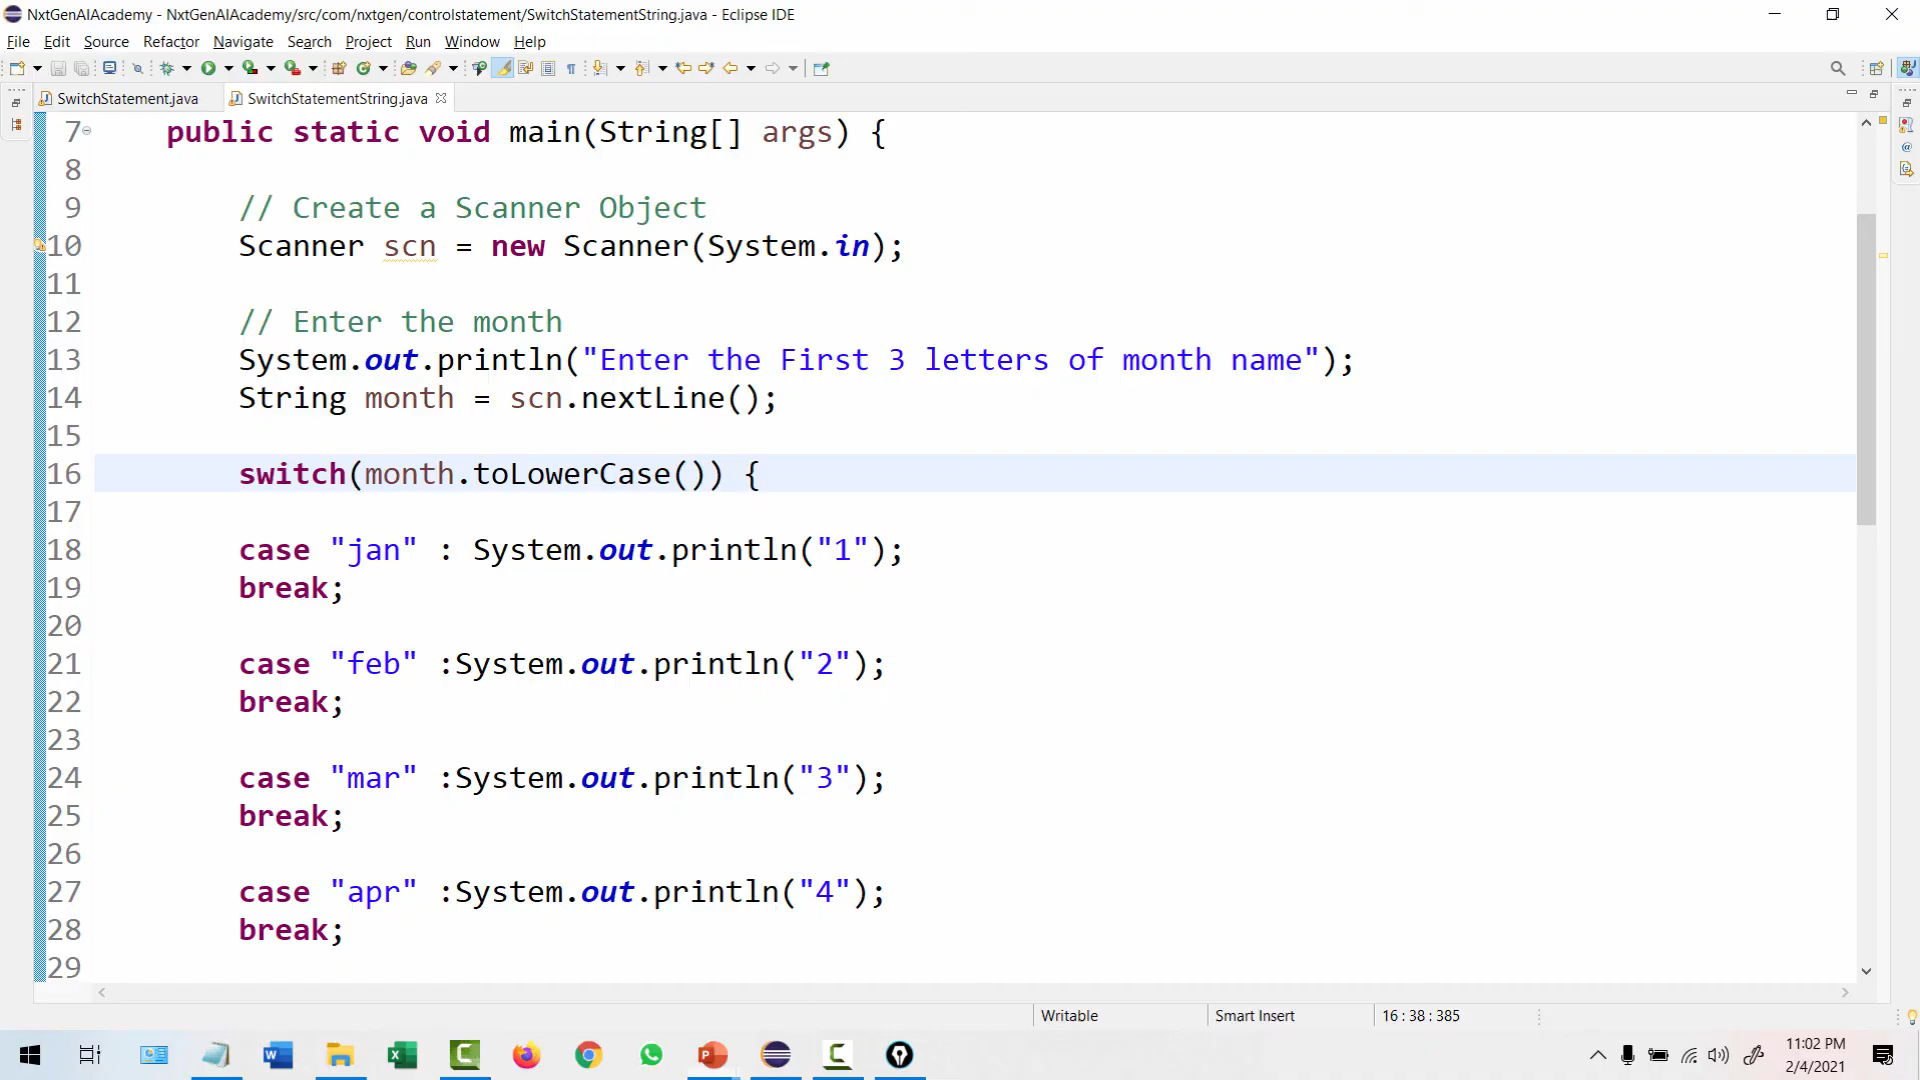 NxtGenAIAcademy - NxtGenAIAcademy/src/com/nxtgen/controlstatement/SwitchStatementString.java - Eclipse IDE
File Edit Source Refactor Navigate Search Project Run Window Help
SwitchStatement.java SwitchStatementString.java
7 public static void main(String[] args) {
8
9 // Create a Scanner Object
10 Scanner scn = new Scanner(System.in);
11
12 // Enter the month
13 System.out.println("Enter the First 3 letters of month name");
14 String month = scn.nextLine();
15
16 switch(month.toLowerCase()) {
17
18 case "jan" : System.out.println("1");
19 break;
20
21 case "feb" :System.out.println("2");
22 break;
23
24 case "mar" :System.out.println("3");
25 break;
26
27 case "apr" :System.out.println("4");
28 break;
29
Writable Smart Insert 16 : 38 : 385
11:02 PM
2/4/2021